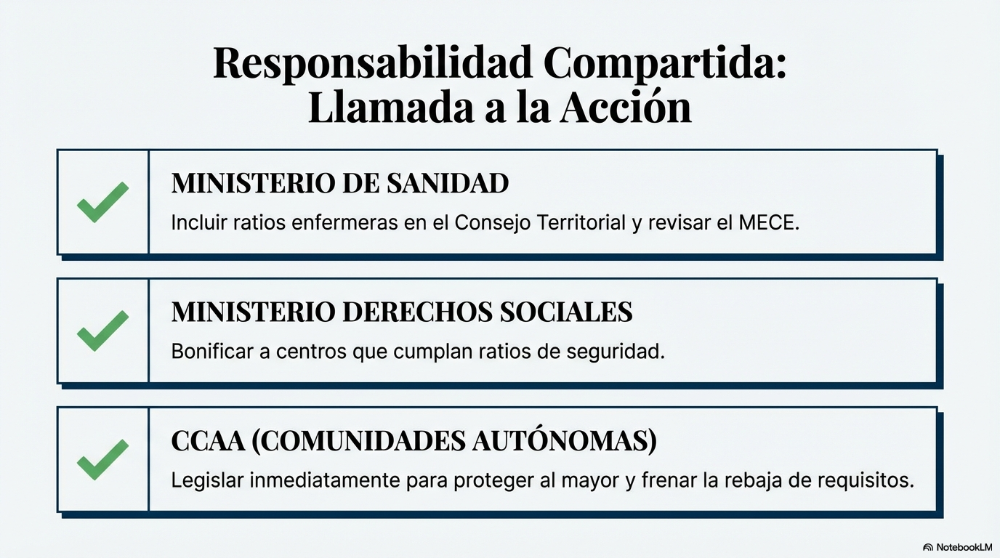 Responsabilidad Compartida:
Llamada a la Acción
MINISTERIO DE SANIDAD
Incluir ratios enfermeras en el Consejo Territorial y revisar el MECE.
MINISTERIO DERECHOS SOCIALES
Bonificar a centros que cumplan ratios de seguridad.
CCAA (COMUNIDADES AUTÓNOMAS)
Legislar inmediatamente para proteger al mayor y frenar la rebaja de requisitos.
NotebookLM